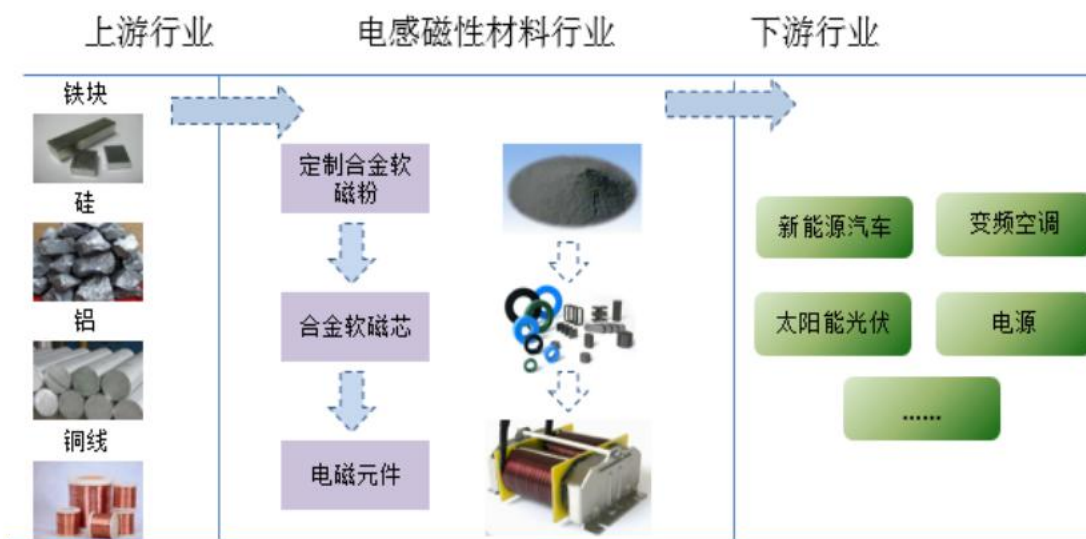 上游行业
电感磁性材料行业
下游行业
铁块
硅
铝
铜线
定制合金软
磁粉
合金软磁芯
电磁元件
新能源汽车
变频空调
太阳能光伏
电源
......